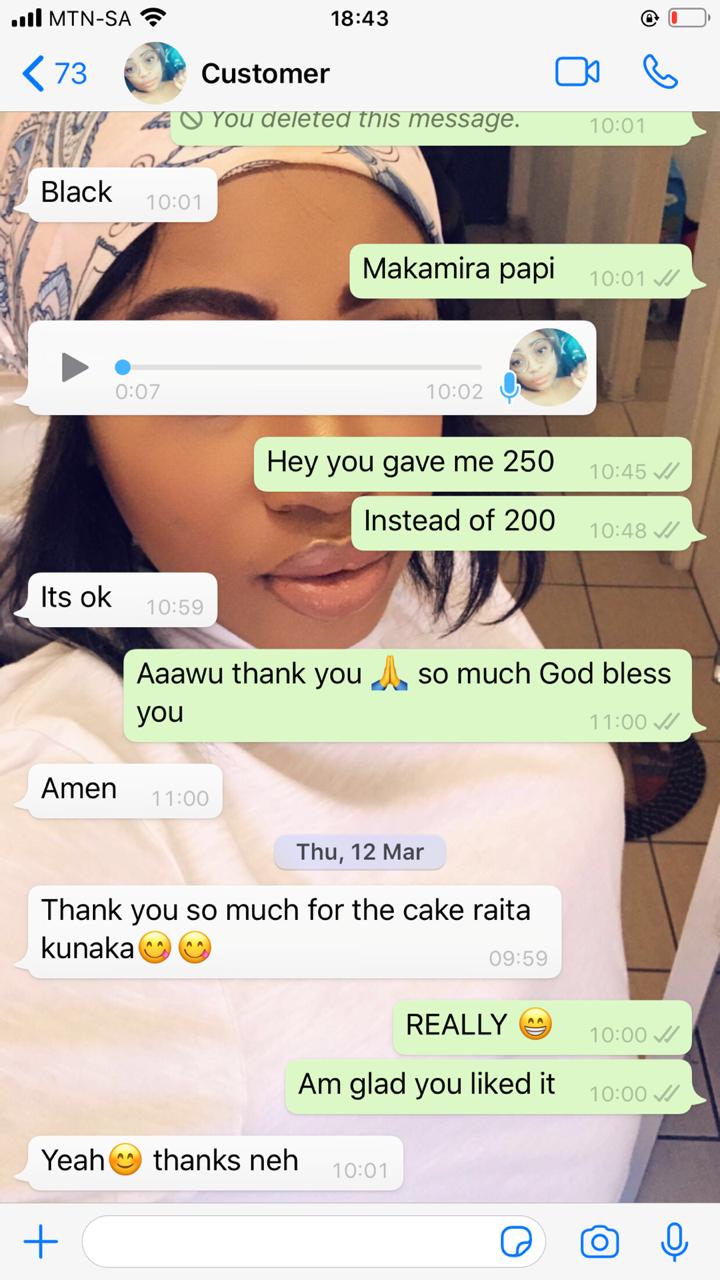 MTN-SA 18:43
73 Customer
You deleted this message. 10:01
Black 10:01
Makamira papi 10:01
0:07 10:02
Hey you gave me 250 10:45
Instead of 200 10:48
Its ok 10:59
Aaawu thank you 🙏 so much God bless
you 11:00
Amen 11:00
Thu, 12 Mar
Thank you so much for the cake raita
kunaka😋😋 09:59
REALLY 😁 10:00
Am glad you liked it 10:00
Yeah😊 thanks neh 10:01